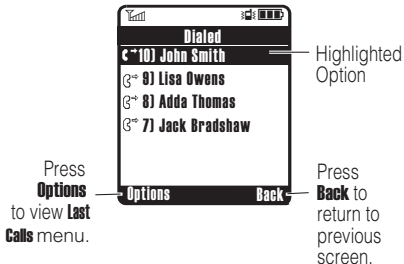 Dialed
10) John Smith
9) Lisa Owens
8) Adda Thomas
7) Jack Bradshaw
Options Back
Highlighted
Option
Press
Options
to view Last
Calls menu.
Press
Back to
return to
previous
screen.